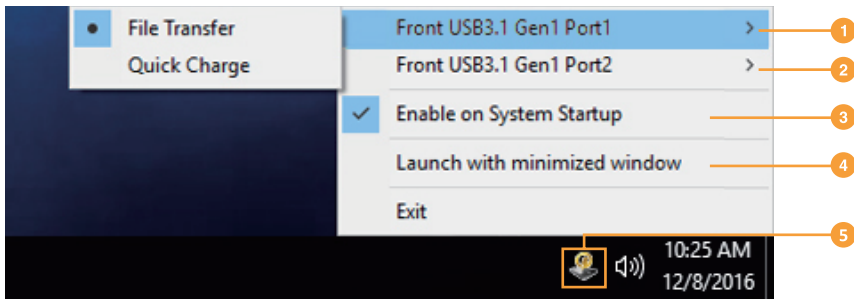 File Transfer
Quick Charge
Front USB3.1 Gen1 Port1
1
Front USB3.1 Gen1 Port2
2
Enable on System Startup
3
Launch with minimized window
4
Exit
5
10:25 AM
12/8/2016